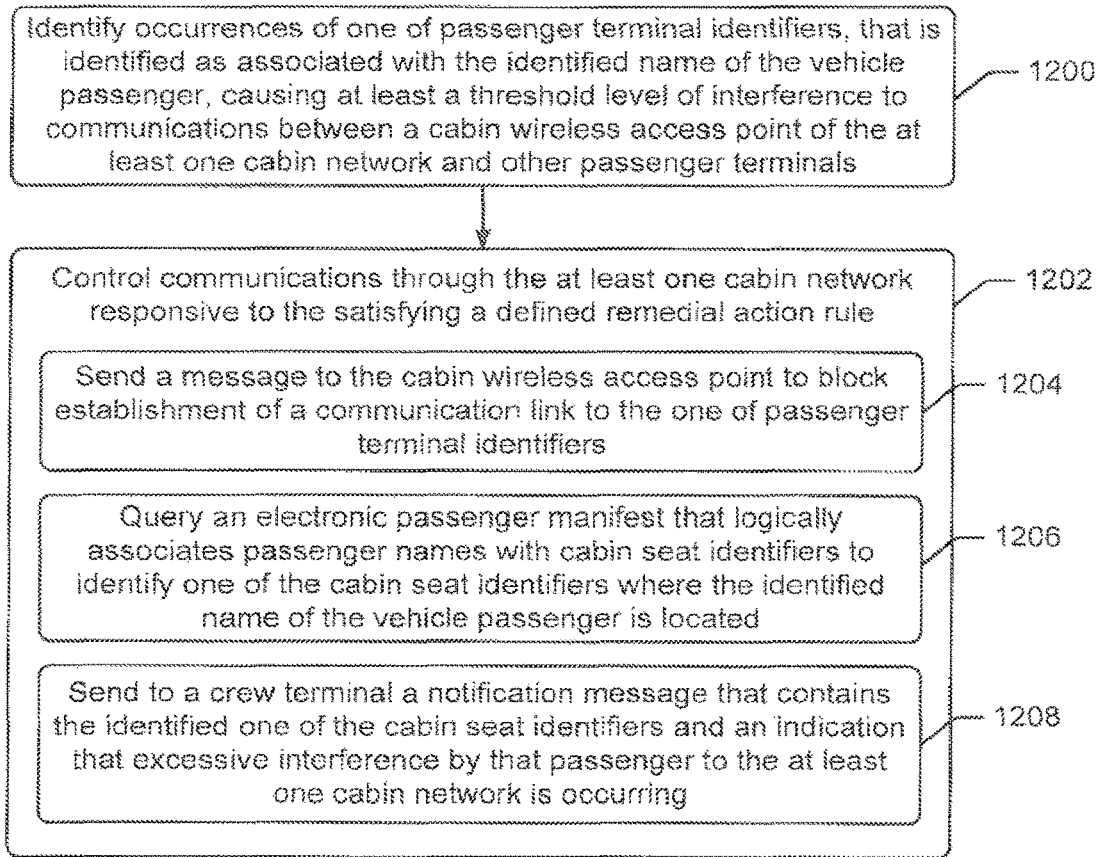 Identify occurrences of one of passenger terminal identifiers, that is
identified as associated with the identified name of the vehicle
passenger, causing at least a threshold level of interference to
communications between a cabin wireless access point of the at
least one cabin network and other passenger terminals
1200
Control communications through the at least one cabin network
responsive to the satisfying a defined remedial action rule
1202
Send a message to the cabin wireless access point to block
establishment of a communication link to the one of passenger
terminal identifiers
1204
Query an electronic passenger manifest that logically
associates passenger names with cabin seat identifiers to
identify one of the cabin seat identifiers where the identified
name of the vehicle passenger is located
1206
Send to a crew terminal a notification message that contains
the identified one of the cabin seat identifiers and an indication
that excessive interference by that passenger to the at least
one cabin network is occurring
1208